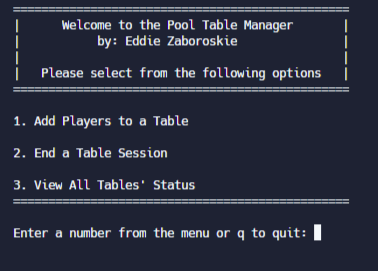 Welcome to the Pool Table Manager
by: Eddie Zaboroskie
Please select from the following options
1. Add Players to a Table
2. End a Table Session
3. View All Tables' Status
Enter a number from the menu or q to quit: